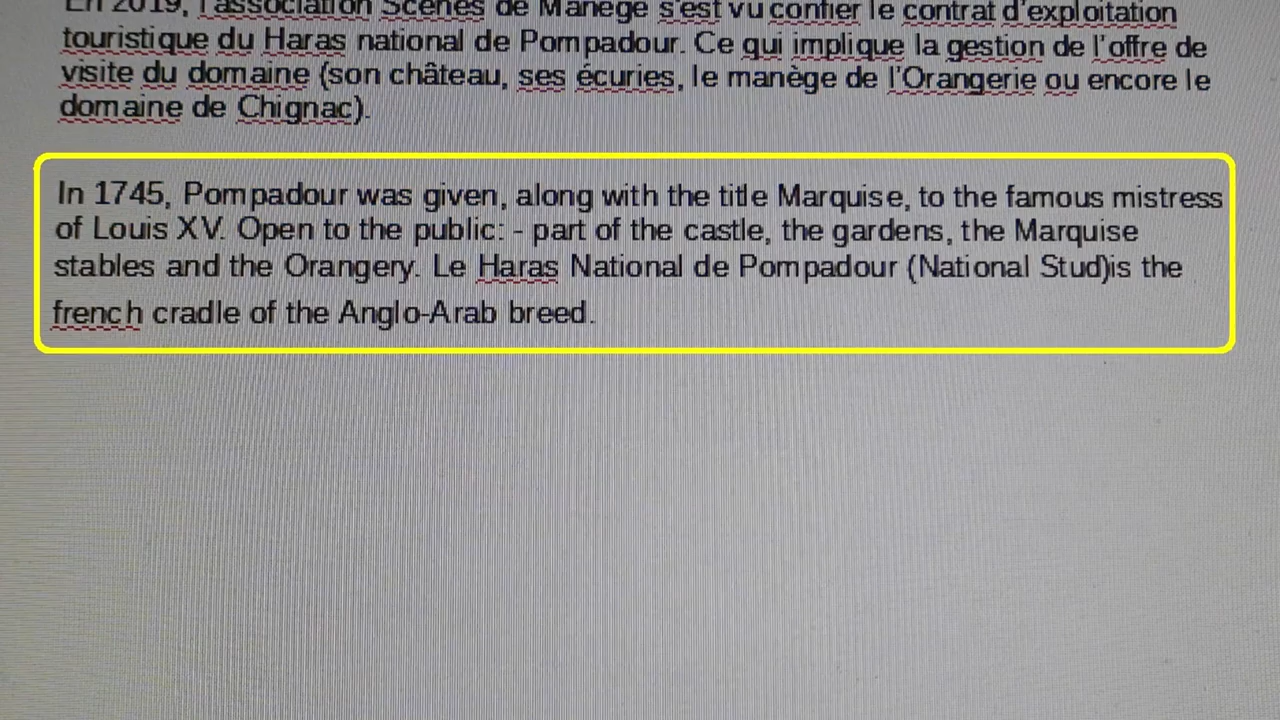 En 2019, l'association Scènes de Manège s'est vu confier le contrat d'exploitation
touristique du Haras national de Pompadour. Ce qui implique la gestion de l'offre de
visite du domaine (son château, ses écuries, le manège de l'Orangerie ou encore le
domaine de Chignac).
In 1745, Pompadour was given, along with the title Marquise, to the famous mistress
of Louis XV. Open to the public: - part of the castle, the gardens, the Marquise
stables and the Orangery. Le Haras National de Pompadour (National Stud)is the
french cradle of the Anglo-Arab breed.